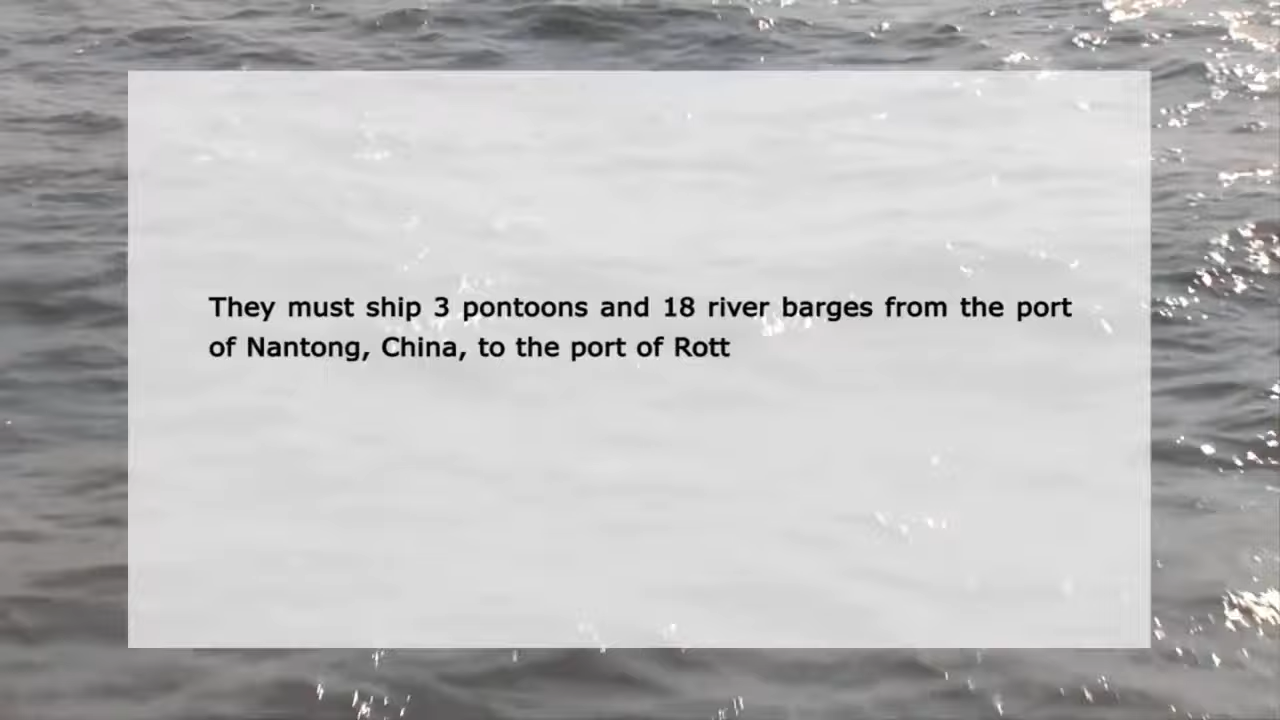 They must ship 3 pontoons and 18 river barges from the port
of Nantong, China, to the port of Rott